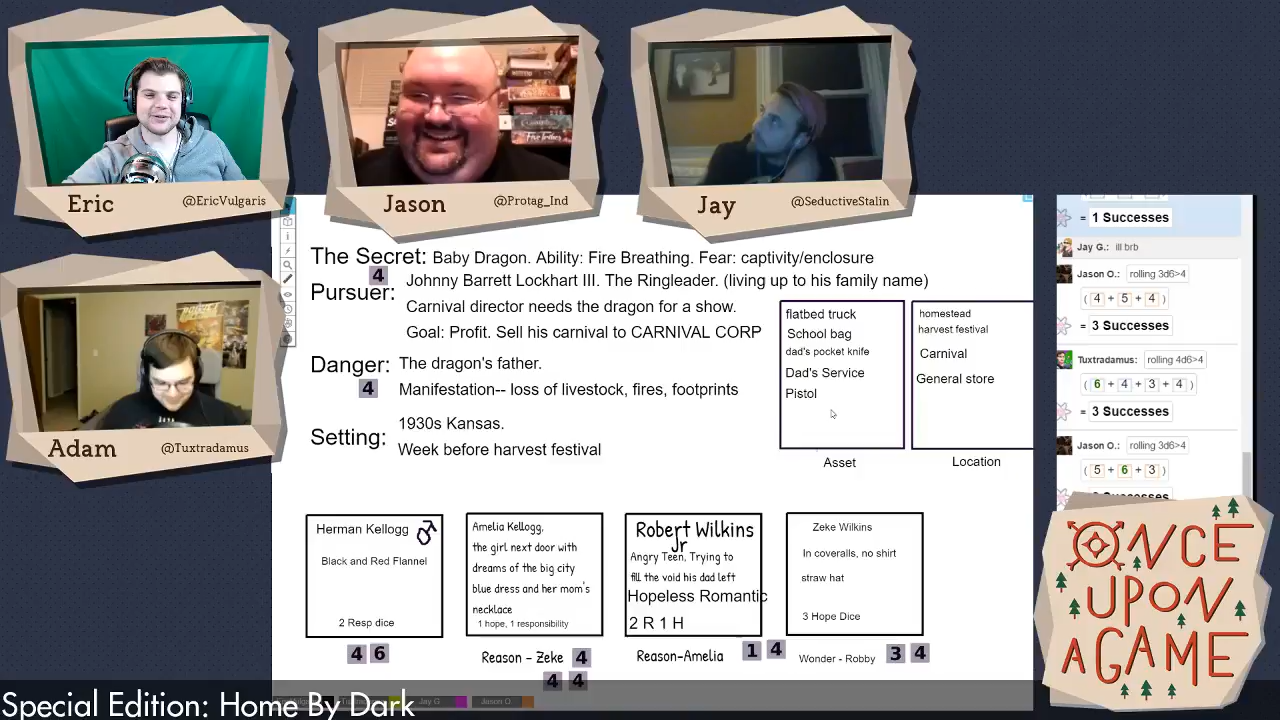 Eric @EricVulgaris
Jason @Protag_Ind
Jay @SeductiveStalin
Adam @Tuxtradamus
The Secret: Baby Dragon. Ability: Fire Breathing. Fear: captivity/enclosure
4
Pursuer: Johnny Barrett Lockhart III. The Ringleader. (living up to his family name)
Carnival director needs the dragon for a show.
Goal: Profit. Sell his carnival to CARNIVAL CORP
Danger: The dragon's father.
4 Manifestation-- loss of livestock, fires, footprints
Setting: 1930s Kansas.
Week before harvest festival
flatbed truck
School bag
dad's pocket knife
Dad's Service
Pistol
Asset
homestead
harvest festival
Carnival
General store
Location
Herman Kellogg
Black and Red Flannel
2 Resp dice
4 6
Amelia Kellogg,
the girl next door with
dreams of the big city
blue dress and her mom's
necklace
1 hope, 1 responsibility
Reason - Zeke 4
4 4
Robert Wilkins
Jr
Angry Teen, Trying to
fill the void his dad left
Hopeless Romantic
2 R 1 H
Reason-Amelia 1 4
Zeke Wilkins
In coveralls, no shirt
straw hat
3 Hope Dice
Wonder - Robby 3 4
= 1 Successes
Jay G.: ill brb
Jason O.: rolling 3d6>4
( 4 + 5 + 4 )
= 3 Successes
Tuxtradamus: rolling 4d6>4
( 6 + 4 + 3 + 4 )
= 3 Successes
Jason O.: rolling 3d6>4
( 5 + 6 + 3 )
ONCE
UPON
A GAME
Jay G
Jason O.
Special Edition: Home By Dark